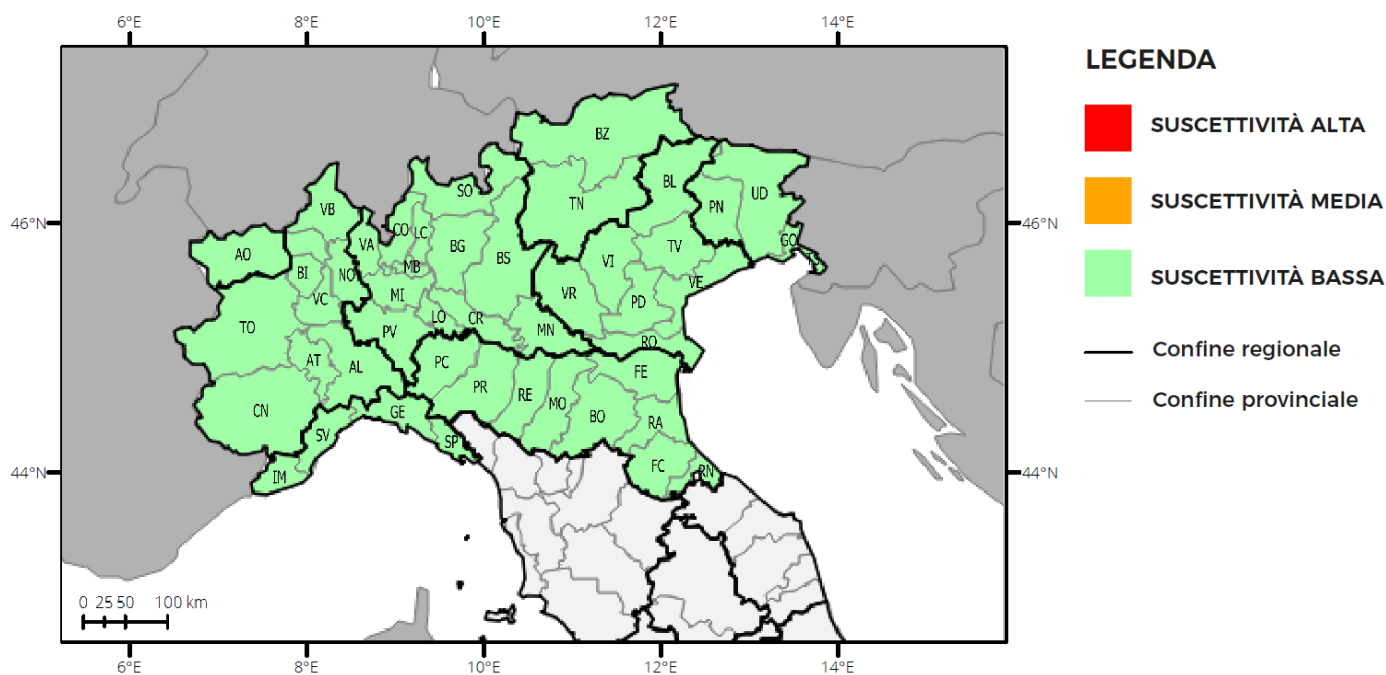 6°E 8°E 10°E 12°E 14°E
LEGENDA
SUSCETTIVITÀ ALTA
SUSCETTIVITÀ MEDIA
SUSCETTIVITÀ BASSA
Confine regionale
Confine provinciale
BZ
SO
BL
UD
VB
TN
PN
46°N
46°N
CO
LC
VA
BG
TV
GO
AO
BS
VI
BI
NO
MB
VE
VC
MI
VR
PD
TO
LO
CR
MN
PV
RO
AT
AL
PC
FE
PR
RE
MO
BO
CN
GE
RA
SV
SP
44°N
44°N
IM
FC
RN
0 25 50 100 km
6°E 8°E 10°E 12°E 14°E